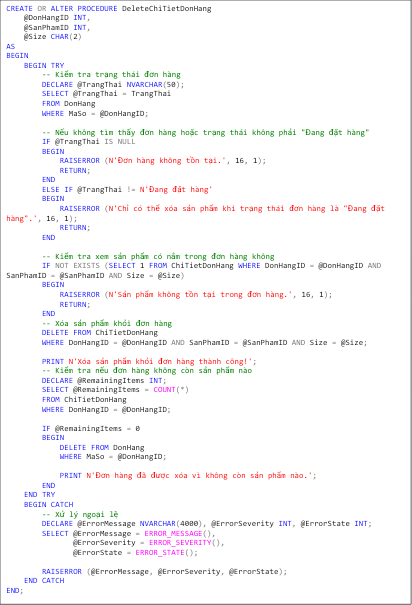 CREATE OR ALTER PROCEDURE DeleteChiTietDonHang
@DonHangID INT,
@SanPhamID INT,
@Size CHAR(2)
AS
BEGIN
BEGIN TRY
-- Kiểm tra trạng thái đơn hàng
DECLARE @TrangThai NVARCHAR(50);
SELECT @TrangThai = TrangThai
FROM DonHang
WHERE MaSo = @DonHangID;
-- Nếu không tìm thấy đơn hàng hoặc trạng thái không phải "Đang đặt hàng"
IF @TrangThai IS NULL
BEGIN
RAISERROR (N'Đơn hàng không tồn tại.', 16, 1);
RETURN;
END
ELSE IF @TrangThai != N'Đang đặt hàng'
BEGIN
RAISERROR (N'Chỉ có thể xóa sản phẩm khi trạng thái đơn hàng là "Đang đặt
hàng".', 16, 1);
RETURN;
END
-- Kiểm tra xem sản phẩm có nằm trong đơn hàng không
IF NOT EXISTS (SELECT 1 FROM ChiTietDonHang WHERE DonHangID = @DonHangID AND
SanPhamID = @SanPhamID AND Size = @Size)
BEGIN
RAISERROR (N'Sản phẩm không tồn tại trong đơn hàng.', 16, 1);
RETURN;
END
-- Xóa sản phẩm khỏi đơn hàng
DELETE FROM ChiTietDonHang
WHERE DonHangID = @DonHangID AND SanPhamID = @SanPhamID AND Size = @Size;
PRINT N'Xóa sản phẩm khỏi đơn hàng thành công!';
-- Kiểm tra nếu đơn hàng không còn sản phẩm nào
DECLARE @RemainingItems INT;
SELECT @RemainingItems = COUNT(*)
FROM ChiTietDonHang
WHERE DonHangID = @DonHangID;
IF @RemainingItems = 0
BEGIN
DELETE FROM DonHang
WHERE MaSo = @DonHangID;
PRINT N'Đơn hàng đã được xóa vì không còn sản phẩm nào.';
END
END TRY
BEGIN CATCH
-- Xử lý ngoại lệ
DECLARE @ErrorMessage NVARCHAR(4000), @ErrorSeverity INT, @ErrorState INT;
SELECT @ErrorMessage = ERROR_MESSAGE(),
@ErrorSeverity = ERROR_SEVERITY(),
@ErrorState = ERROR_STATE();
RAISERROR (@ErrorMessage, @ErrorSeverity, @ErrorState);
END CATCH
END;